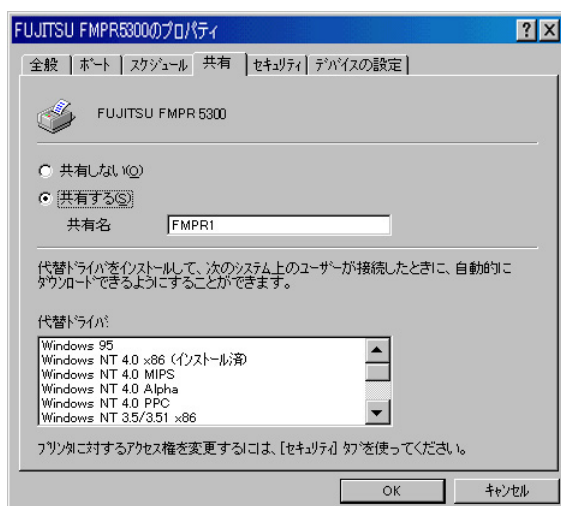 FUJITSU FMPR5300のプロパティ
全般 ポート スケジュール 共有 セキュリティ デバイスの設定
FUJITSU FMPR 5300
共有しない(O)
共有する(S)
共有名 FMPR1
代替ドライバをインストールして、次のシステム上のユーザーが接続したときに、自動的に
ダウンロードできるようにすることができます。
代替ドライバ:
Windows 95
Windows NT 4.0 x86 (インストール済)
Windows NT 4.0 MIPS
Windows NT 4.0 Alpha
Windows NT 4.0 PPC
Windows NT 3.5/3.51 x86
プリンタに対するアクセス権を変更するには、[セキュリティ] タブを使ってください。
OK キャンセル